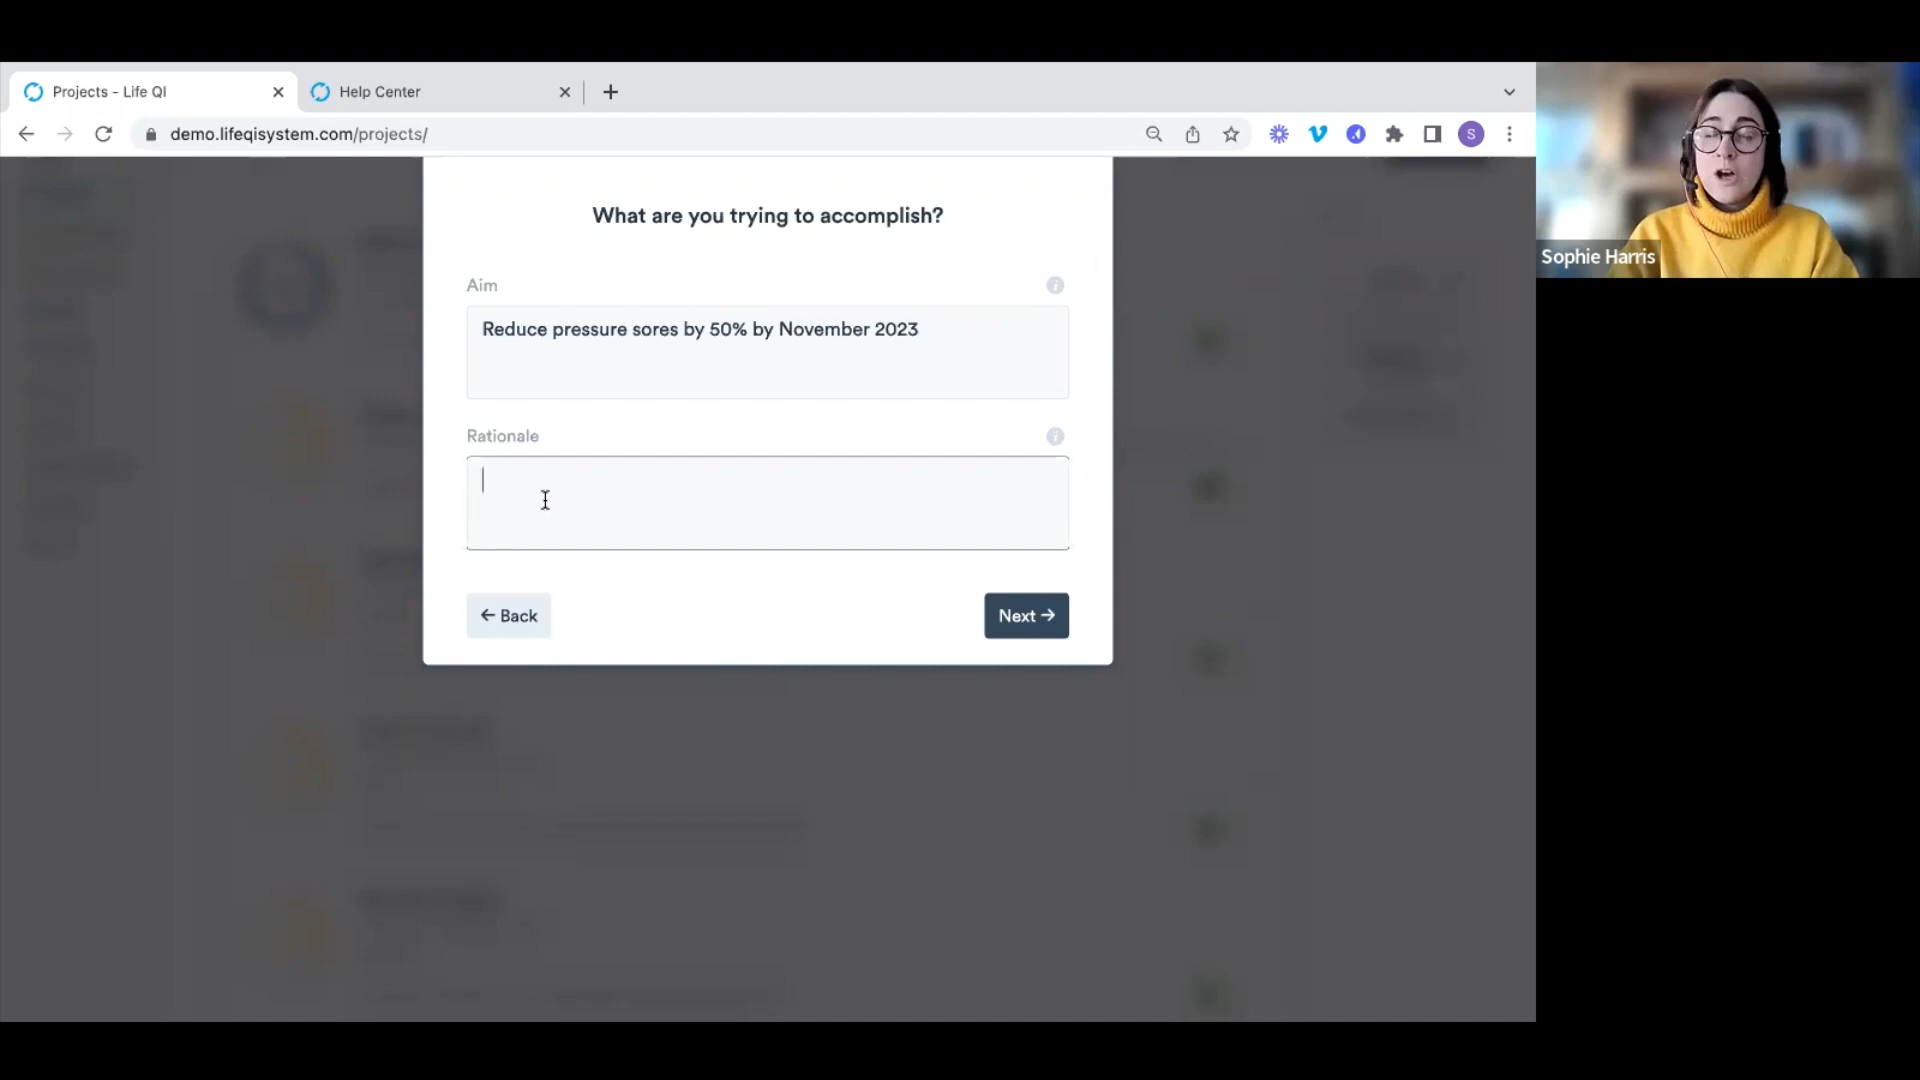 Projects - Life QI
Help Center
demo.lifeqisystem.com/projects/
S
Sophie Harris
What are you trying to accomplish?
Aim
Reduce pressure sores by 50% by November 2023
Rationale
← Back
Next →